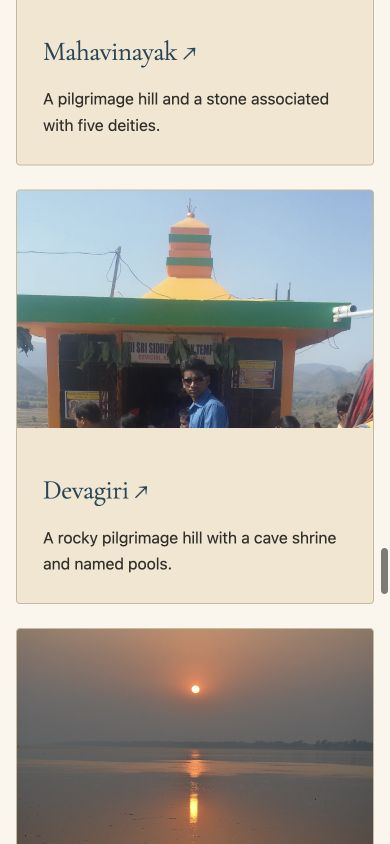 Mahavinayak ↗
A pilgrimage hill and a stone associated
with five deities.
SRI
Devagiri ↗
A rocky pilgrimage hill with a cave shrine
and named pools.